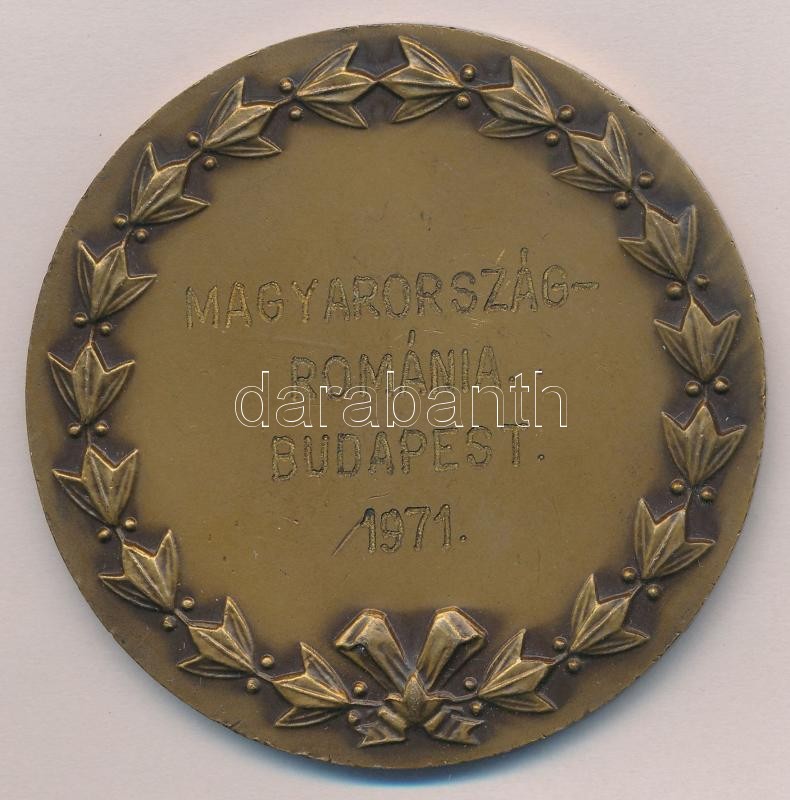 MAGYARORSZÁG-
ROMÁNIA.
darabanth
BUDAPEST.
1971.